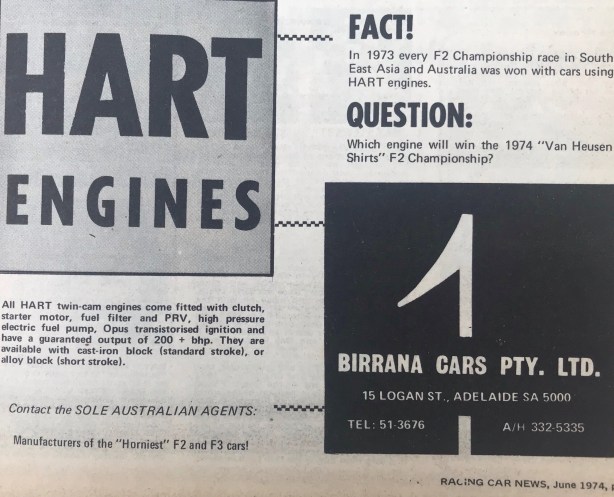 HART
ENGINES
FACT!
In 1973 every F2 Championship race in South
East Asia and Australia was won with cars using
HART engines.
QUESTION:
Which engine will win the 1974 "Van Heusen
Shirts" F2 Championship?
All HART twin-cam engines come fitted with clutch,
starter motor, fuel filter and PRV, high pressure
electric fuel pump, Opus transistorised ignition and
have a guaranteed output of 200 + bhp. They are
available with cast-iron block (standard stroke), or
alloy block (short stroke).
Contact the SOLE AUSTRALIAN AGENTS:
Manufacturers of the "Horniest" F2 and F3 cars!
BIRRANA CARS PTY. LTD.
15 LOGAN ST., ADELAIDE SA 5000
TEL: 51-3676 A/H 332-5335
RACING CAR NEWS, June 1974,